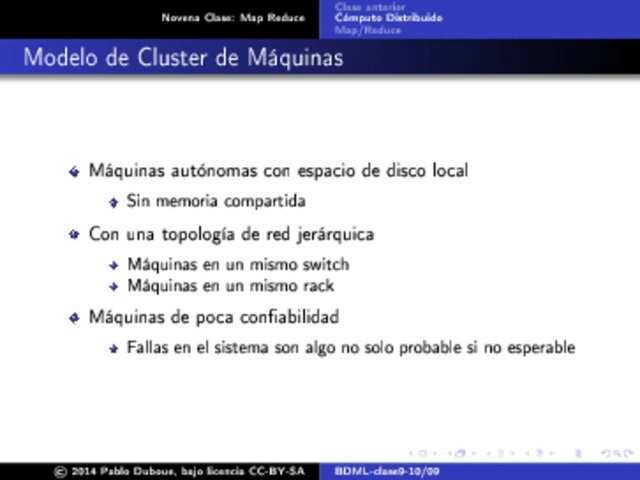 Novena Clase: Map Reduce
Clase anterior
Cómputo Distribuido
Map/Reduce
Modelo de Cluster de Máquinas
Máquinas autónomas con espacio de disco local
Sin memoria compartida
Con una topología de red jerárquica
Máquinas en un mismo switch
Máquinas en un mismo rack
Máquinas de poca confiabilidad
Fallas en el sistema son algo no solo probable si no esperable
© 2014 Pablo Duboue, bajo licencia CC-BY-SA
BDML-clase9-10/09